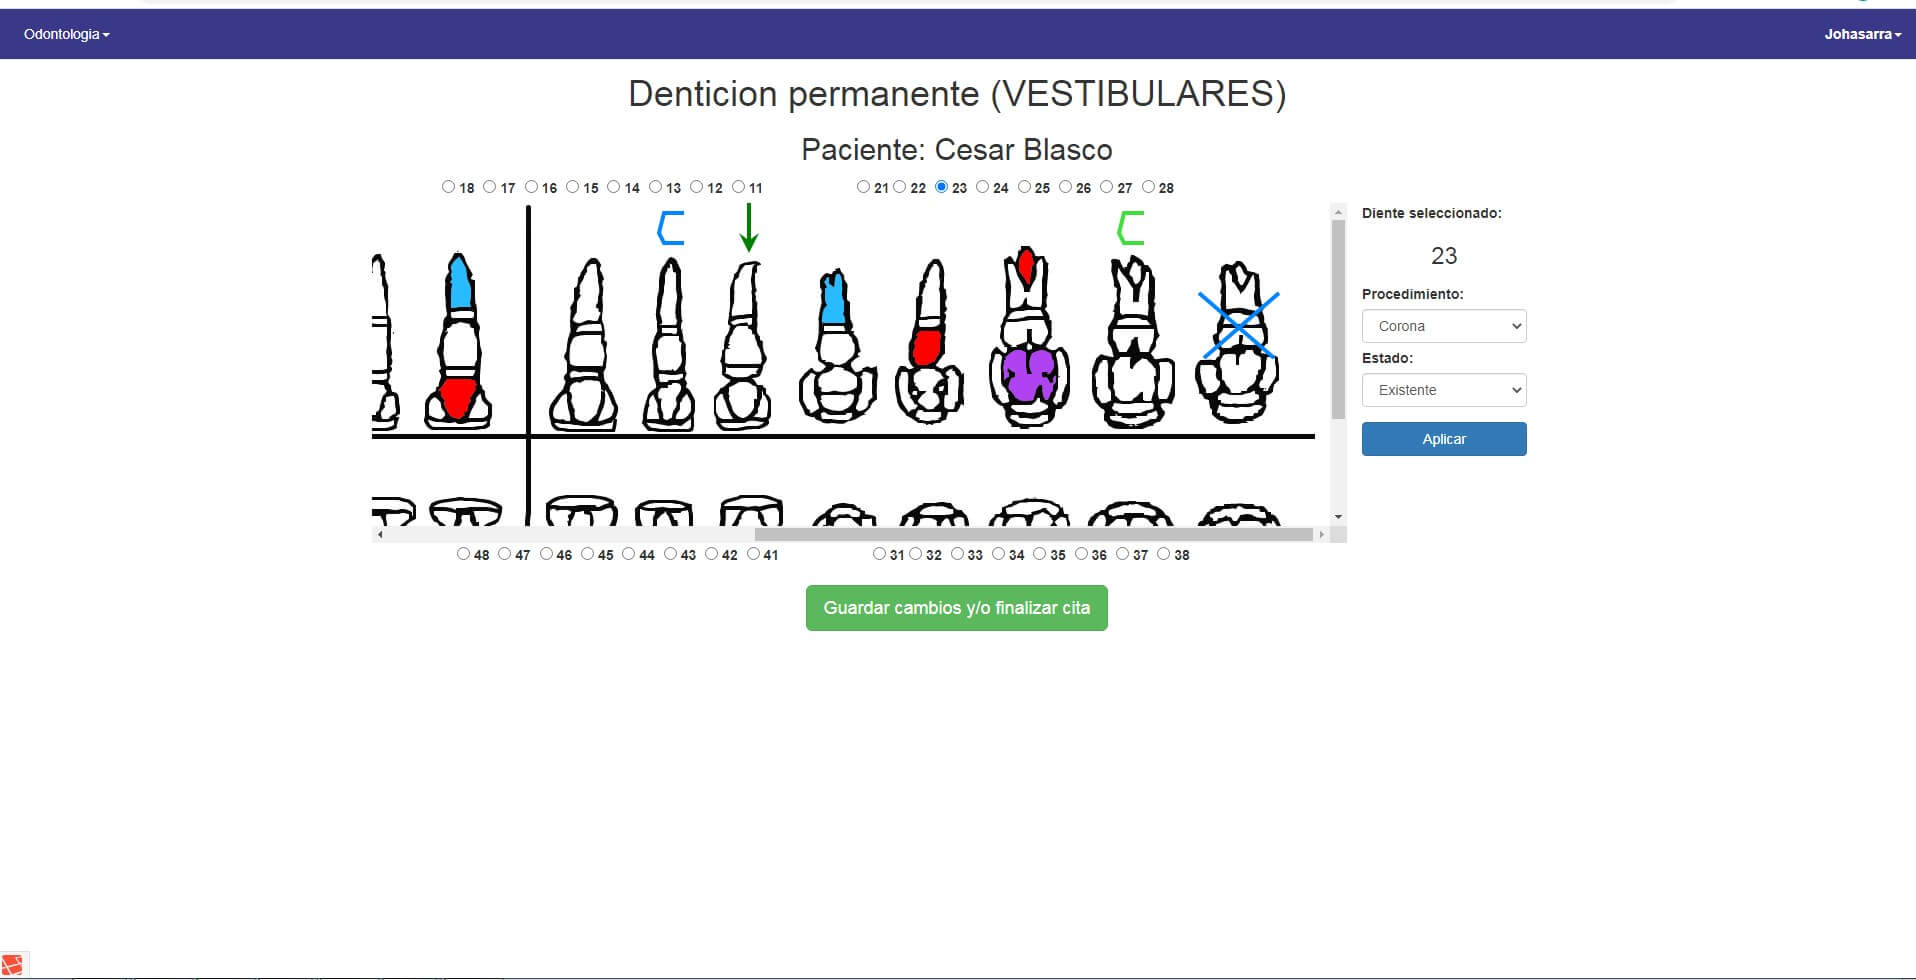 Odontologia
Johasarra
Denticion permanente (VESTIBULARES)
Paciente: Cesar Blasco
18 17 16 15 14 13 12 11 21 22 23 24 25 26 27 28
C C
Diente seleccionado:
23
Procedimiento:
Corona
Estado:
Existente
Aplicar
48 47 46 45 44 43 42 41 31 32 33 34 35 36 37 38
Guardar cambios y/o finalizar cita